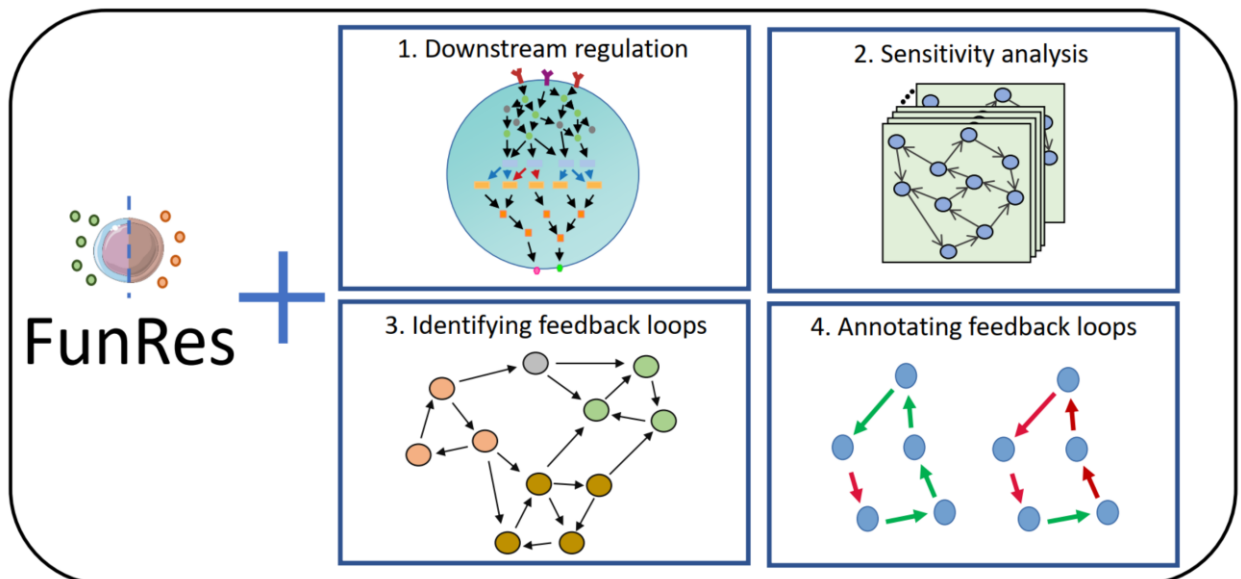 1. Downstream regulation
2. Sensitivity analysis
FunRes
3. Identifying feedback loops
4. Annotating feedback loops